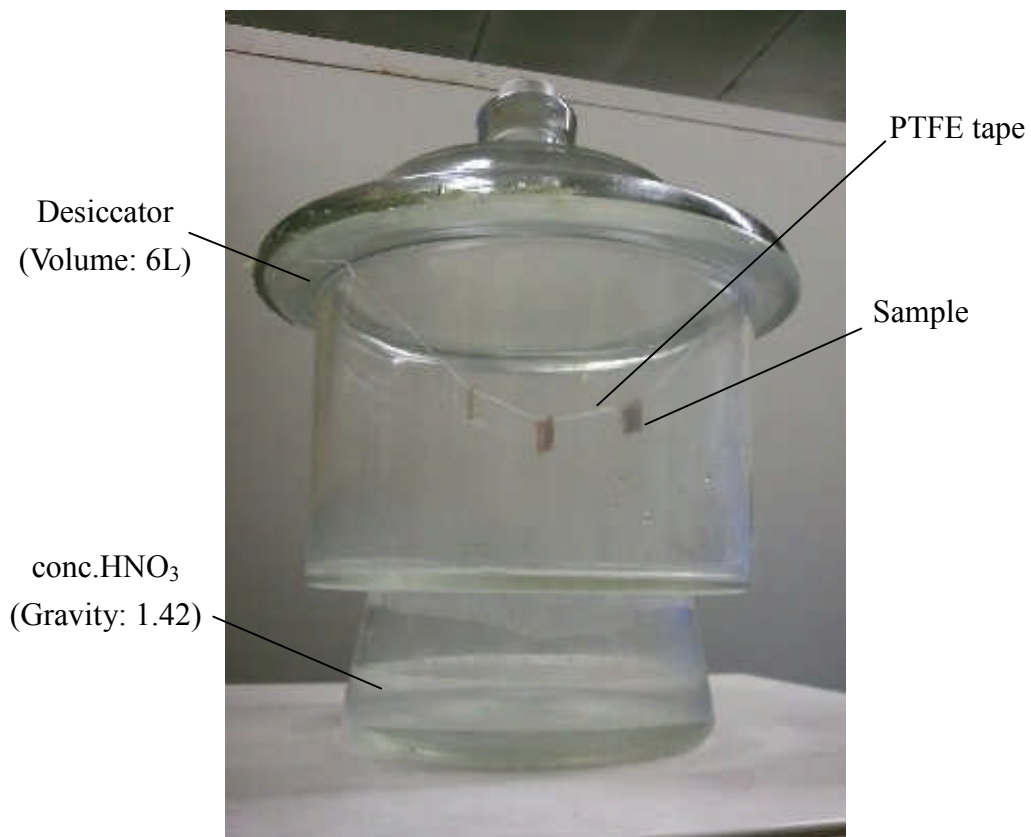 PTFE tape
Desiccator
(Volume: 6L)
Sample
conc.HNO₃
(Gravity: 1.42)